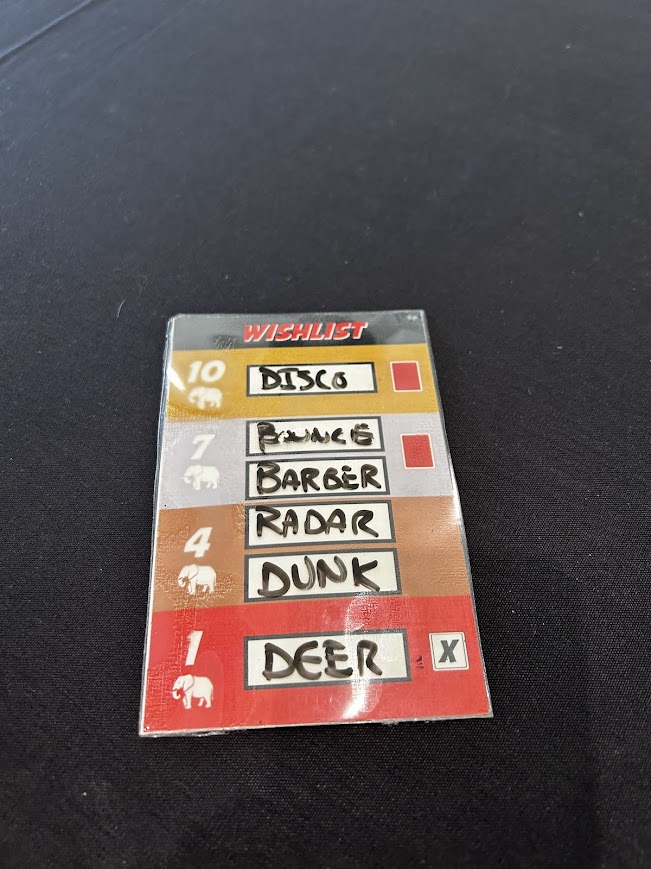 WISHLIST
10 DISCO
7 BOUNCE
BARBER
4 RADAR
DUNK
1 DEER X